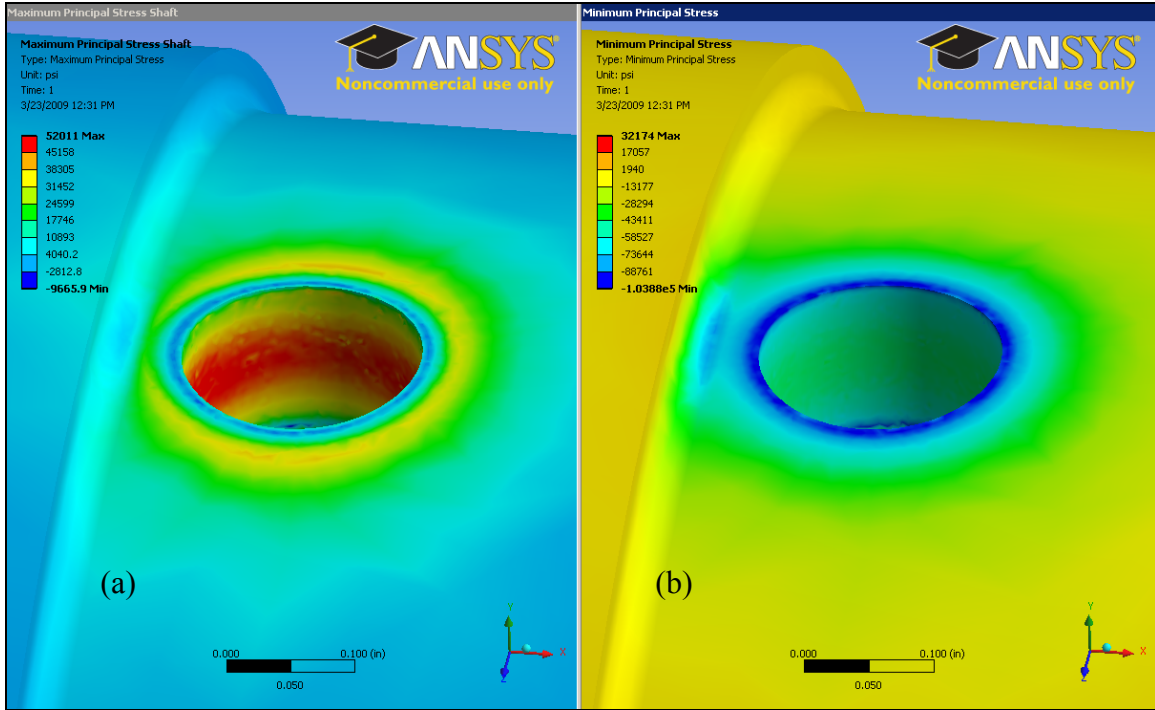 Maximum Principal Stress Shaft
Maximum Principal Stress Shaft
Type: Maximum Principal Stress
Unit: psi
Time: 1
3/23/2009 12:31 PM
52011 Max
45158
38305
31452
24599
17746
10893
4040.2
-2812.8
-9665.9 Min
ANSYS
Noncommercial use only
(a)
0.000
0.100 (in)
0.050
Y
X
Z
Minimum Principal Stress
Minimum Principal Stress
Type: Minimum Principal Stress
Unit: psi
Time: 1
3/23/2009 12:31 PM
32174 Max
17057
1940
-13177
-28294
-43411
-58527
-73644
-88761
-1.0388e5 Min
ANSYS
Noncommercial use only
(b)
0.000
0.100 (in)
0.050
Y
X
Z